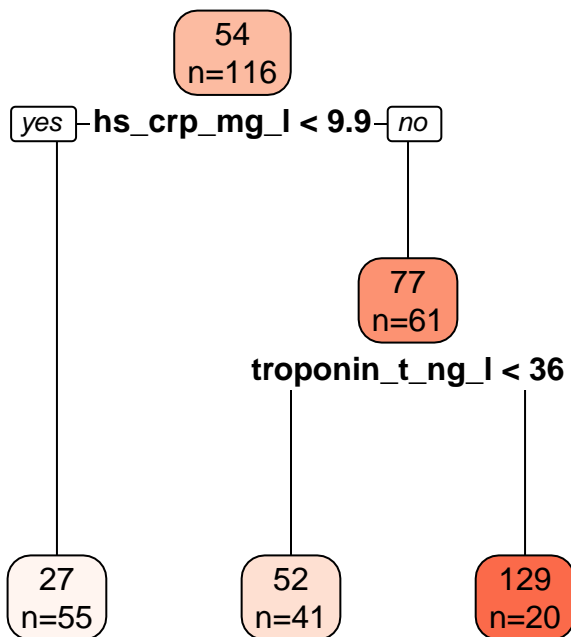 54
n=116
yes hs_crp_mg_l < 9.9 no
77
n=61
troponin_t_ng_l < 36
27
n=55
52
n=41
129
n=20